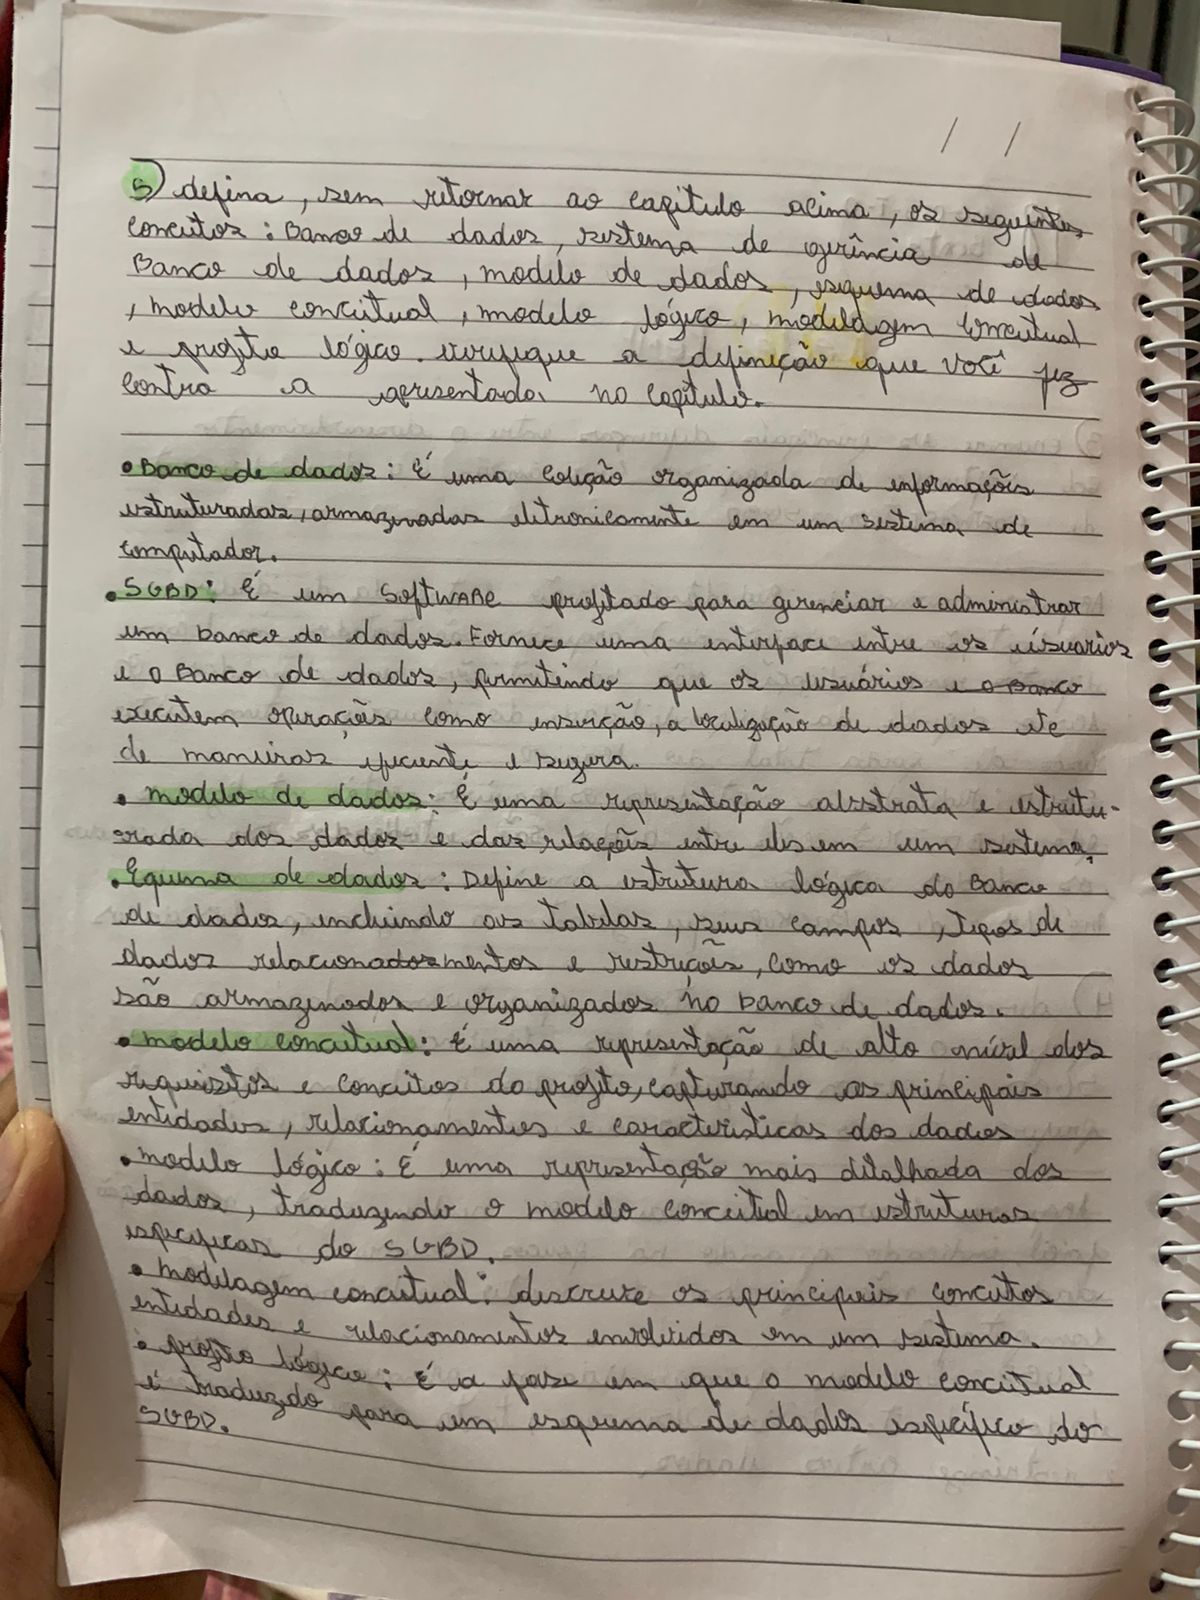 / /
5) defina, sem retornar ao capitulo acima, os seguintes
conceitos: Banco de dados, sistema de gerência de
Banco de dados, modelo de dados, esquema de dados
, modelo conceitual, modelo lógico, modelagem conceitual
e projeto lógico. verifique a definição que você fez
contra a apresentada no capítulo.
• Banco de dados: É uma coleção organizada de informações
estruturadas, armazenadas eletronicamente em um sistema de
computador.
• SGBD: É um SoftWARE projetado para gerenciar e administrar
um banco de dados. Fornece uma interface entre os úsuarios
e o Banco de dados, permitindo que os usuários e o Banco
executem operações como inserção, a localização de dados etc
de maneiras eficiente e segura.
• modelo de dados: É uma representação abstrata e estrutu-
rada dos dados e das relações entre eles em um sistema.
• Equema de dados: Define a estrutura lógica do Banco
de dados, incluindo as tabelas, seus campos, tipos de
dados relacionadosmentos e restrições, como os dados
são armazenados e organizados no banco de dados.
• modelo conceitual: É uma representação de alto nível dos
requisitos e conceitos do projeto, capturando as principais
entidades, relacionamentos e características dos dados
• modelo lógico: É uma representação mais detalhada dos
dados, traduzendo o modelo conceitual em estruturas
especificas do SGBD.
• modelagem conceitual: descreve os principais conceitos
entidades e relacionamentos envolvidos em um sistema.
• projeto lógico: É a fase em que o modelo conceitual
é traduzdo para um esquema de dados específico do
SGBD.